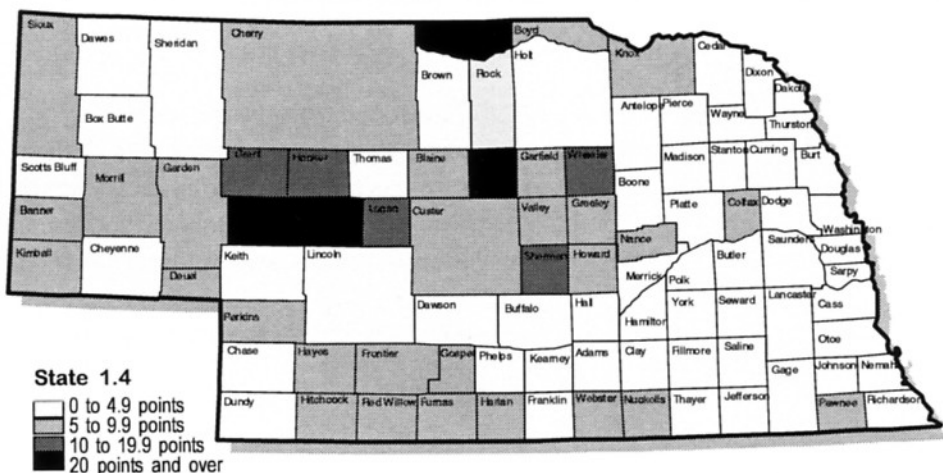 Sioux
Dawes
Sheridan
Cherry
Boyd
Knox
Cedar
Dixon
Dakota
Brown
Rock
Holt
Box Butte
Antelope
Pierce
Wayne
Thurston
Scotts Bluff
Morrill
Garden
Grant
Hooker
Thomas
Blaine
Garfield
Wheeler
Madison
Stanton
Cuming
Burt
Boone
Banner
Logan
Custer
Valley
Greeley
Platte
Colfax
Dodge
Washington
Kimball
Cheyenne
Deuel
Keith
Lincoln
Sherman
Howard
Nance
Merrick
Polk
Butler
Saunders
Douglas
Sarpy
Perkins
Dawson
Buffalo
Hall
Hamilton
York
Seward
Lancaster
Cass
Otoe
Chase
Hayes
Frontier
Gosper
Phelps
Kearney
Adams
Clay
Fillmore
Saline
Gage
Johnson
Nemaha
Dundy
Hitchcock
Red Willow
Furnas
Harlan
Franklin
Webster
Nuckolls
Thayer
Jefferson
Pawnee
Richardson
State 1.4
0 to 4.9 points
5 to 9.9 points
10 to 19.9 points
20 points and over